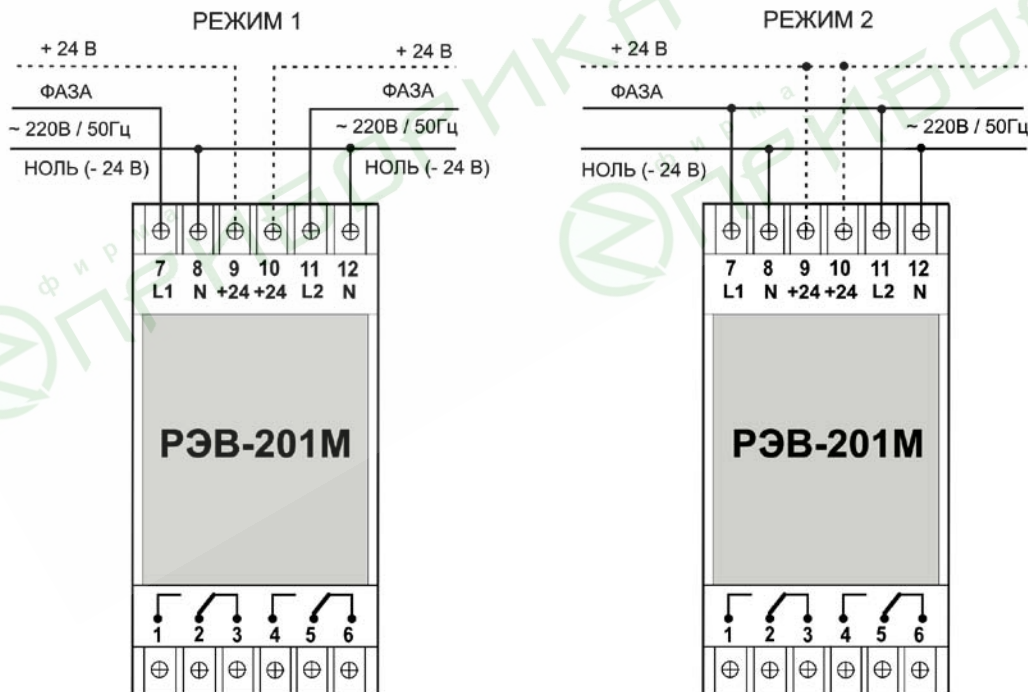 РЕЖИМ 1
+ 24 В
+ 24 В
ФАЗА
ФАЗА
~ 220В / 50Гц
~ 220В / 50Гц
НОЛЬ (- 24 В)
НОЛЬ (- 24 В)
7 8 9 10 11 12
L1 N +24 +24 L2 N
РЭВ-201М
1 2 3 4 5 6
РЕЖИМ 2
+ 24 В
ФАЗА
~ 220В / 50Гц
НОЛЬ (- 24 В)
7 8 9 10 11 12
L1 N +24 +24 L2 N
РЭВ-201М
1 2 3 4 5 6
фирма
ПРИБОРИКА
фирма